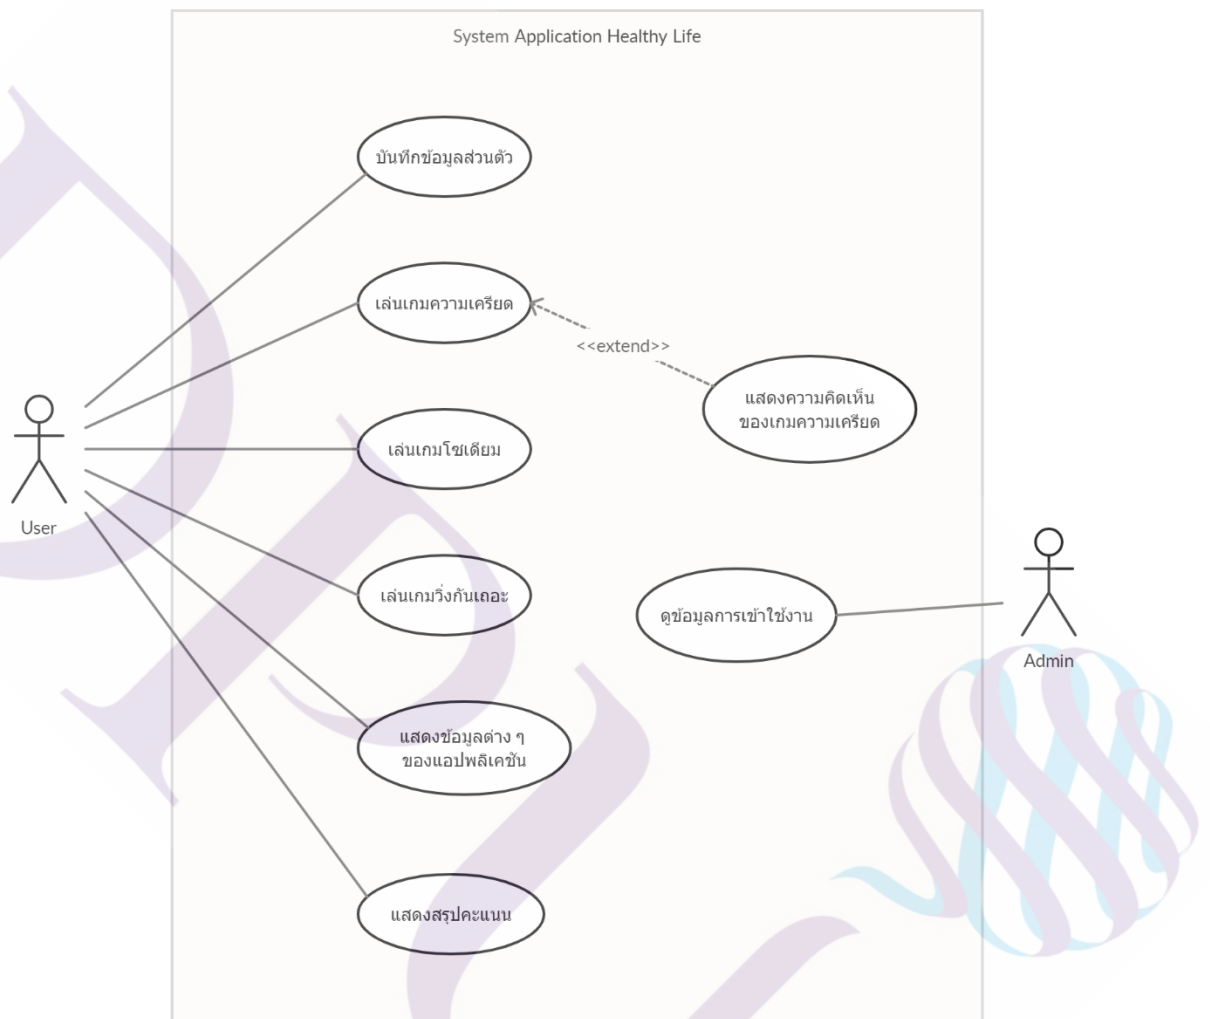 System Application Healthy Life
บันทึกข้อมูลส่วนตัว
เล่นเกมความเครียด
<<extend>>
แสดงความคิดเห็น
ของเกมความเครียด
เล่นเกมโซเดียม
User
เล่นเกมวิ่งกันเถอะ
ดูข้อมูลการเข้าใช้งาน
Admin
แสดงข้อมูลต่าง ๆ
ของแอปพลิเคชัน
แสดงสรุปคะแนน